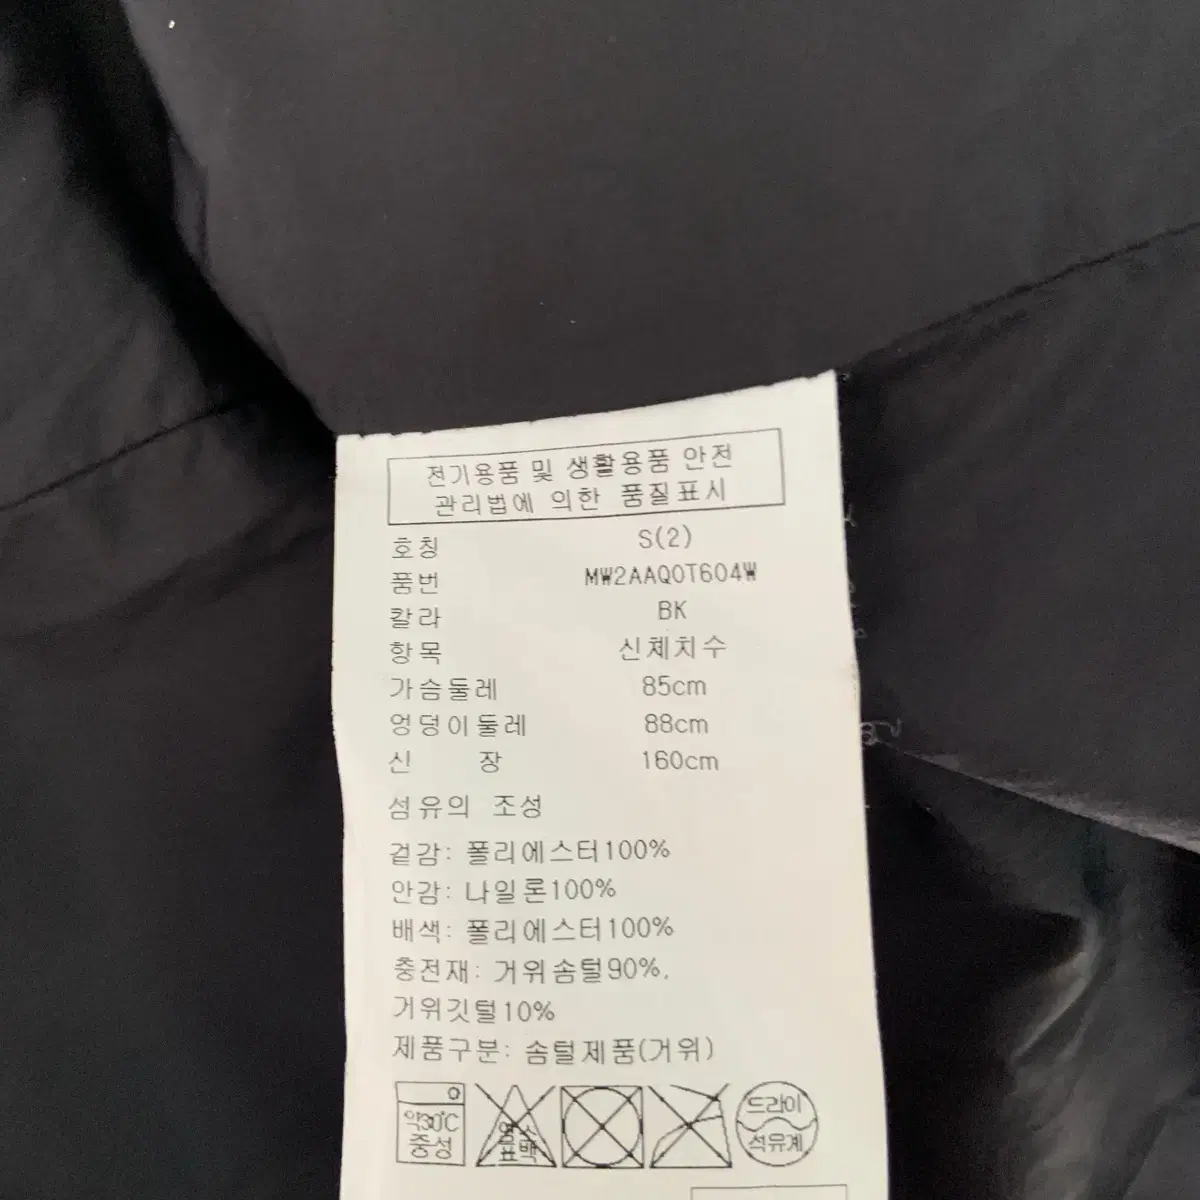 전기용품 및 생활용품 안전
관리법에 의한 품질표시
호칭 S(2)
품번 MW2AAQ0T604W
칼라 BK
항목 신체치수
가슴둘레 85cm
엉덩이둘레 88cm
신 장 160cm
섬유의 조성
겉감: 폴리에스터100%
안감: 나일론100%
배색: 폴리에스터100%
충전재: 거위솜털90%,
거위깃털10%
제품구분: 솜털제품(거위)
약30℃
중성
염소
표백
드라이
석유계